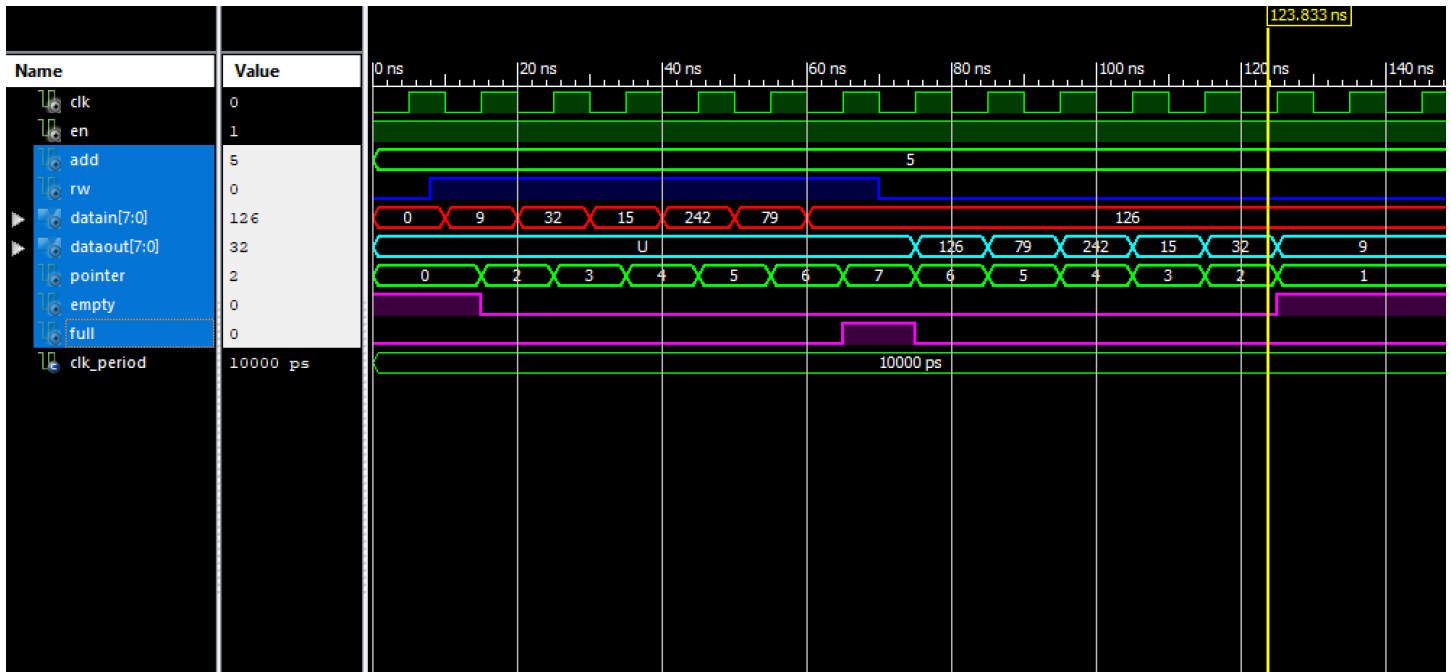 123.833 ns
Name Value 0 ns 20 ns 40 ns 60 ns 80 ns 100 ns 120 ns 140 ns
clk 0
en 1
add 5 5
rw 0
datain[7:0] 126 0 9 32 15 242 79 126
dataout[7:0] 32 U 126 79 242 15 32 9
pointer 2 0 2 3 4 5 6 7 6 5 4 3 2 1
empty 0
full 0
clk_period 10000 ps 10000 ps